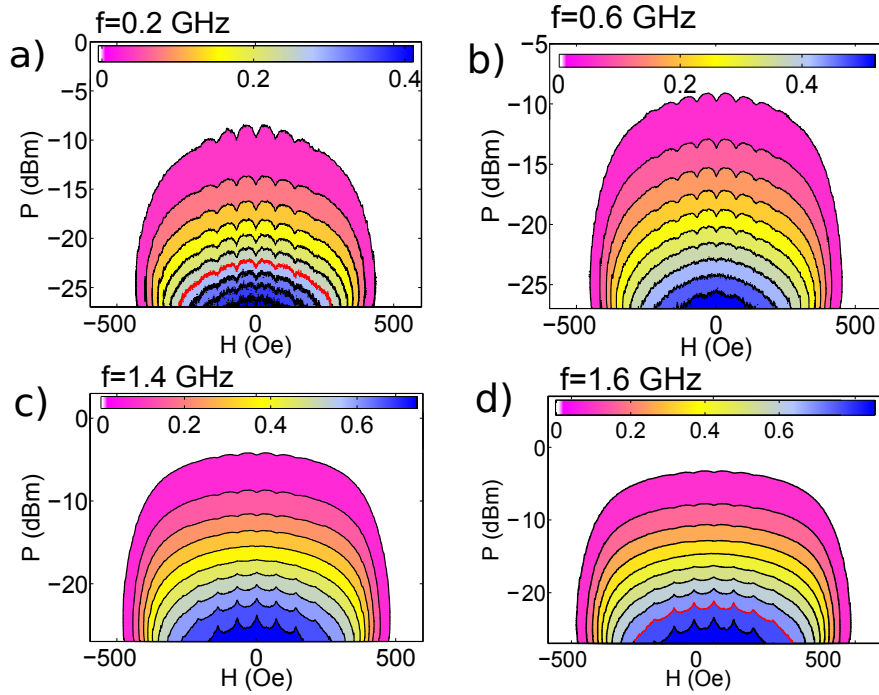 f=0.2 GHz
a)
0 0.2 0.4
0
−5
−10
−15
−20
−25
P (dBm)
−500 0 500
H (Oe)
f=0.6 GHz
b)
0 0.2 0.4
−5
−10
−15
−20
−25
P (dBm)
−500 0 500
H (Oe)
f=1.4 GHz
c)
0 0.2 0.4 0.6
0
−10
−20
P (dBm)
−500 0 500
H (Oe)
f=1.6 GHz
d)
0 0.2 0.4 0.6
0
−10
−20
P (dBm)
−500 0 500
H (Oe)